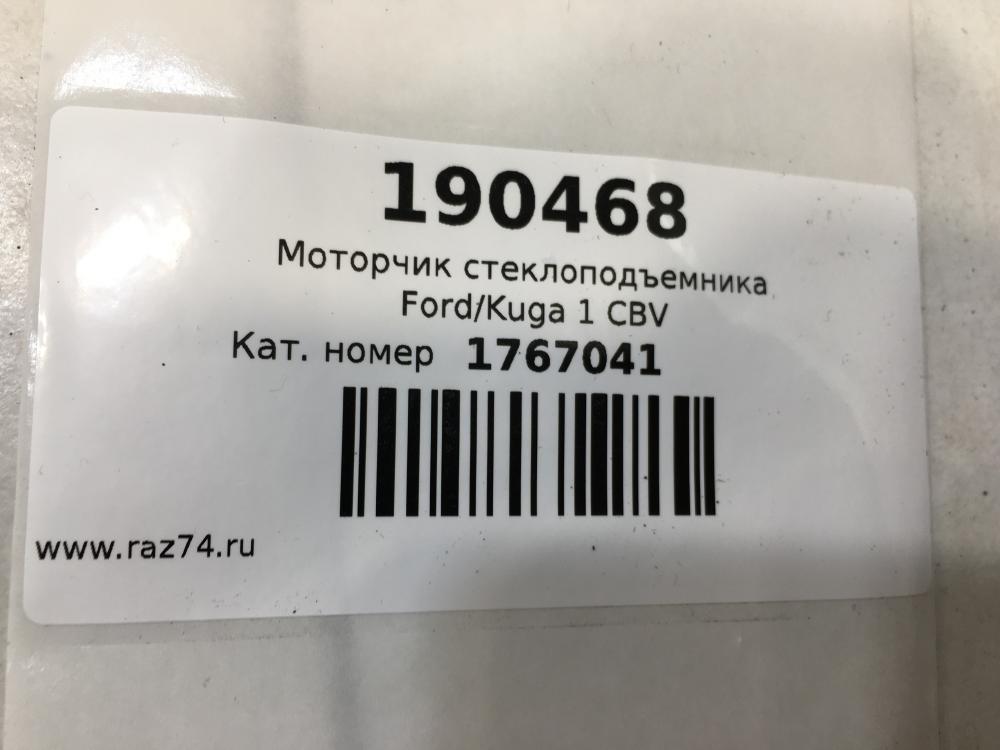 190468
Моторчик стеклоподъемника
Ford/Kuga 1 CBV
Кат. номер 1767041
www.raz74.ru